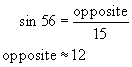 sin 56 = opposite / 15
opposite ≈ 12